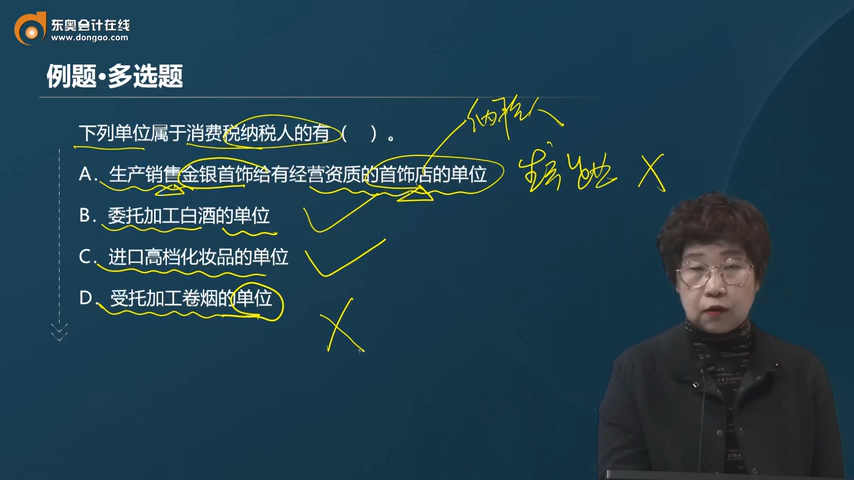 东奥会计在线
www.dongao.com
例题·多选题
下列单位属于消费税纳税人的有（ ）。
纳税人
A. 生产销售金银首饰给有经营资质的首饰店的单位
B. 委托加工白酒的单位
C. 进口高档化妆品的单位
D. 受托加工卷烟的单位